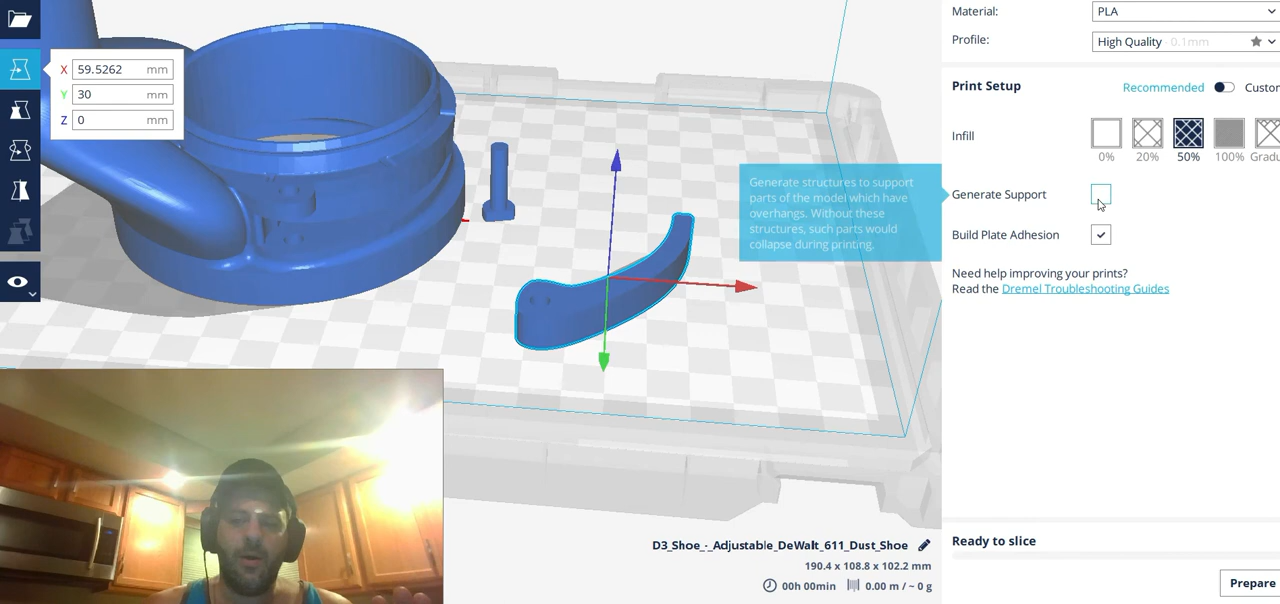 Material: PLA
Profile: High Quality - 0.1mm
X 59.5262 mm
Y 30 mm
Z 0 mm
Print Setup Recommended Custom
Infill
0% 20% 50% 100% Gradu
Generate structures to support
parts of the model which have
overhangs. Without these
structures, such parts would
collapse during printing.
Generate Support
Build Plate Adhesion
Need help improving your prints?
Read the Dremel Troubleshooting Guides
D3_Shoe_-_Adjustable_DeWalt_611_Dust_Shoe
190.4 x 108.8 x 102.2 mm
00h 00min 0.00 m / ~ 0 g
Ready to slice
Prepare